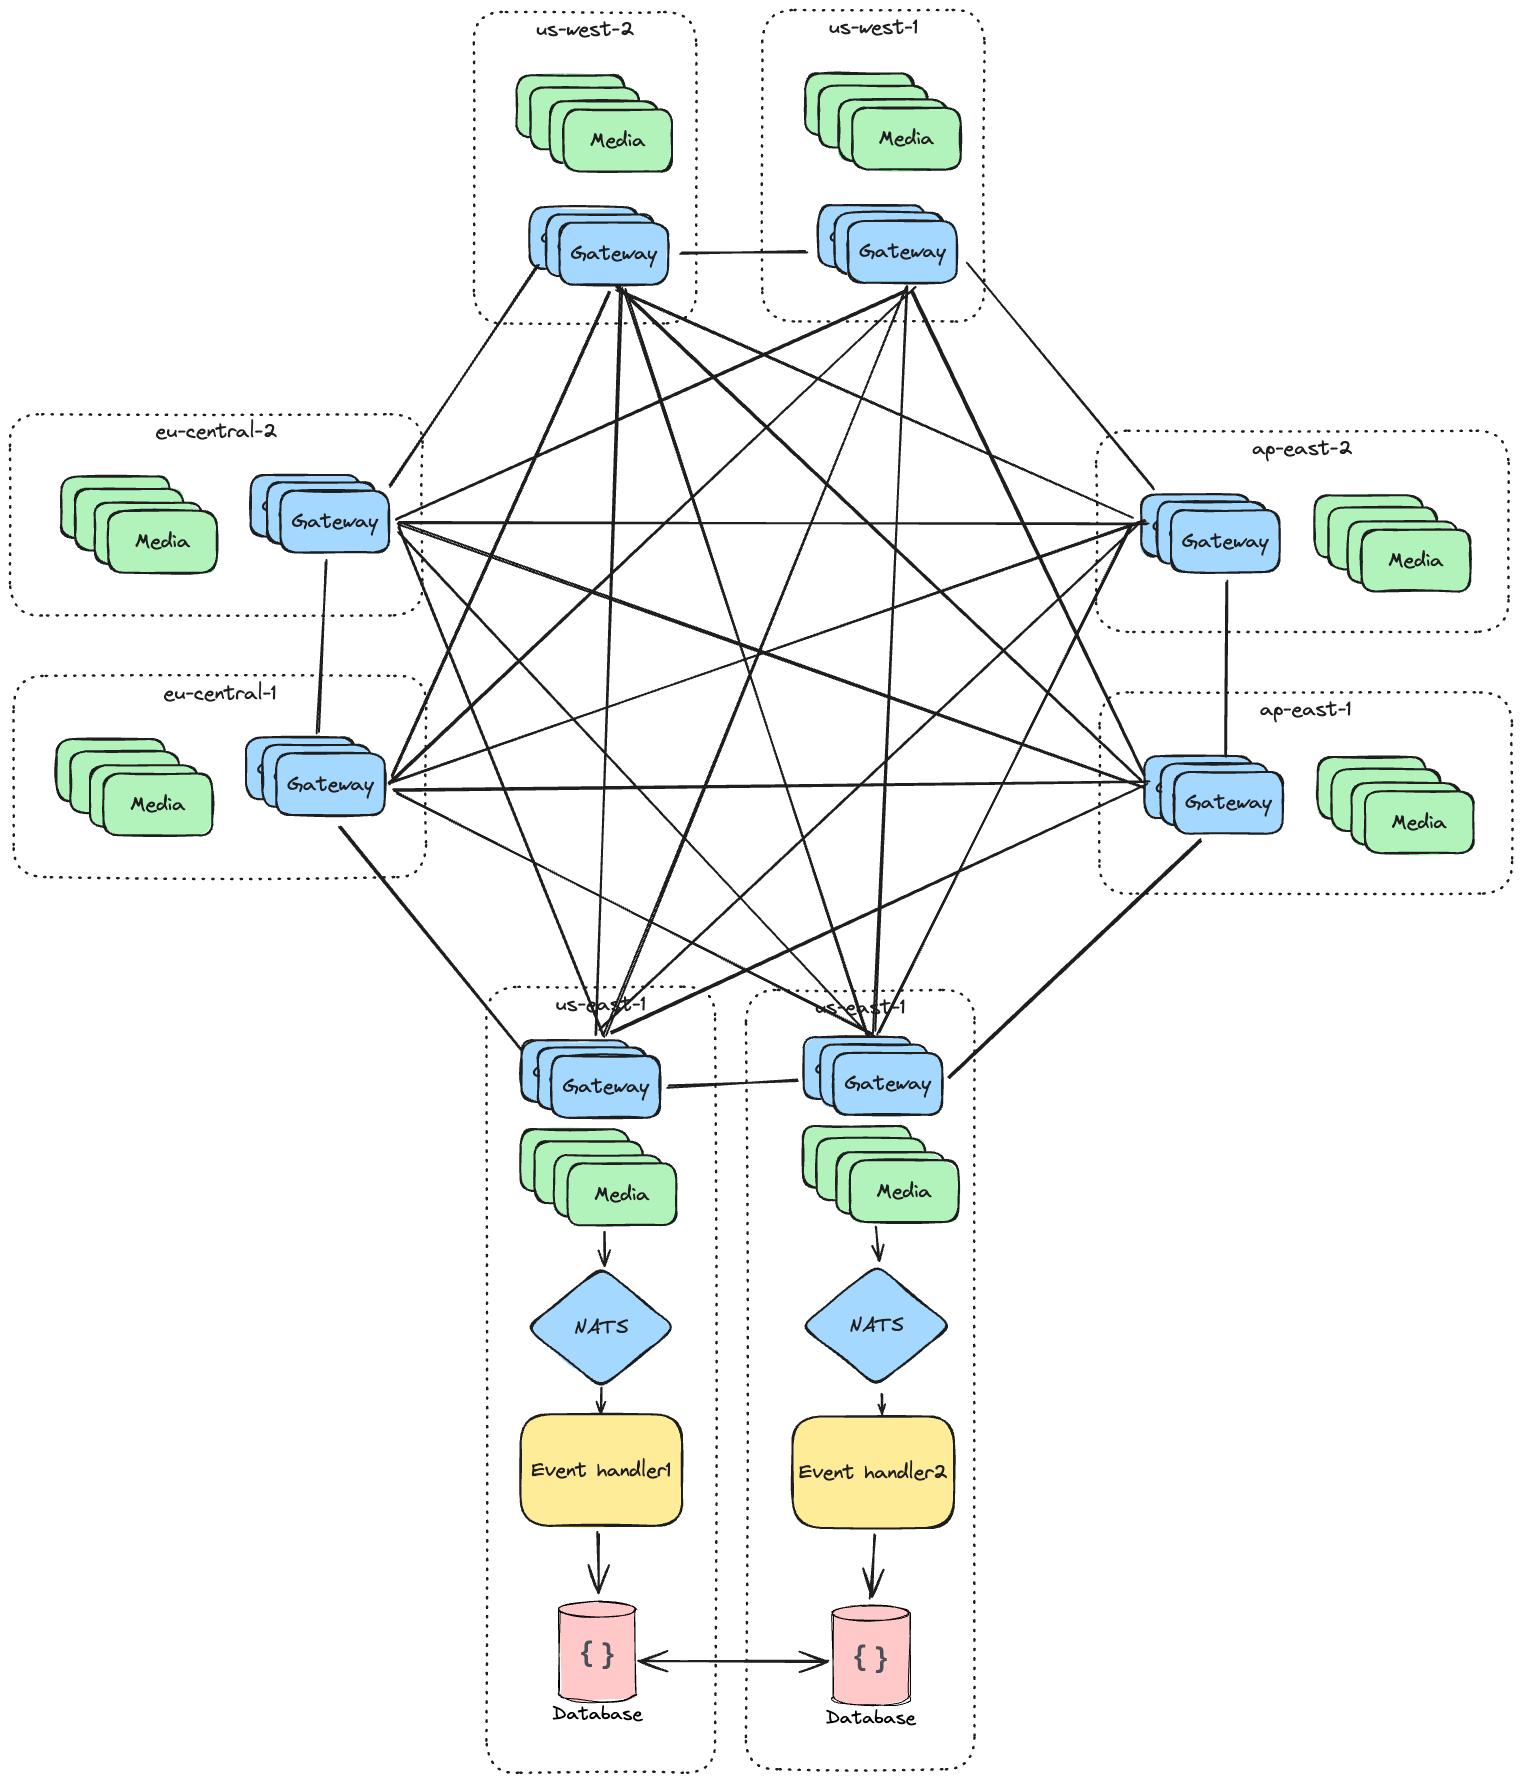 us-west-2
us-west-1
Media
Media
Gateway
Gateway
eu-central-2
ap-east-2
Media
Gateway
Gateway
Media
eu-central-1
ap-east-1
Media
Gateway
Gateway
Media
us-east-1
us-east-1
Gateway
Gateway
Media
Media
NATS
NATS
Event handler1
Event handler2
{ }
{ }
Database
Database